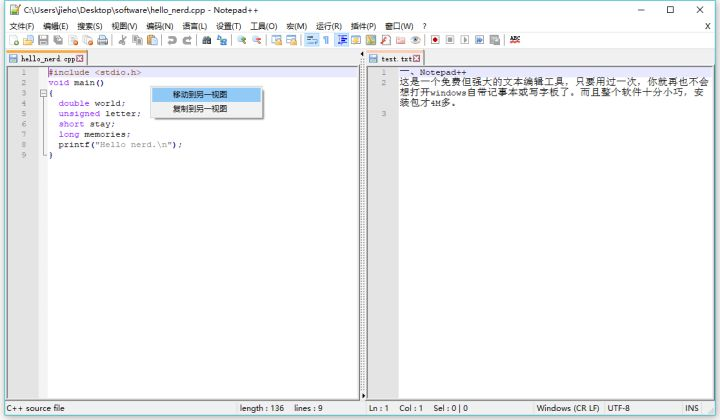 C:\Users\jieho\Desktop\software\hello_nerd.cpp - Notepad++
文件(F) 编辑(E) 搜索(S) 视图(V) 编码(N) 语言(L) 设置(T) 工具(O) 宏(M) 运行(R) 插件(P) 窗口(W) ? X
hello_nerd.cpp
1 #include <stdio.h>
2 void main()
3 {
4 double world;
5 unsigned letter;
6 short stay;
7 long memories;
8 printf("Hello nerd.\n");
9 }
移动到另一视图
复制到另一视图
test.txt
1 一、Notepad++
2 这是一个免费但强大的文本编辑工具，只要用过一次，你就再也不会
想打开windows自带记事本或写字板了。而且整个软件十分小巧，安
装包才4M多。
3
C++ source file length : 136 lines : 9 Ln : 1 Col : 1 Sel : 0 | 0 Windows (CR LF) UTF-8 INS